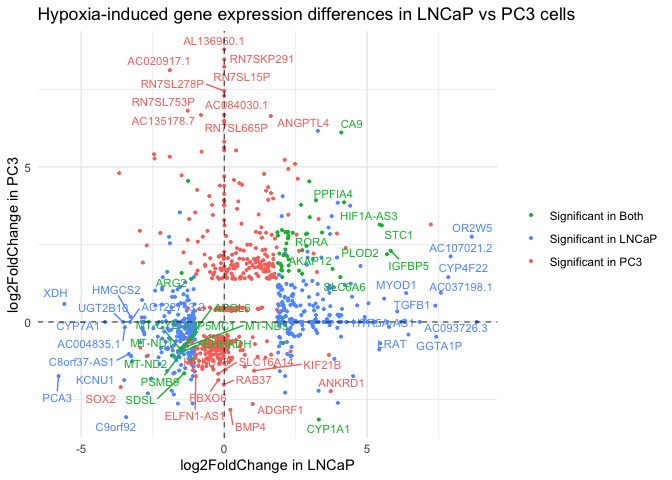 Hypoxia-induced gene expression differences in LNCaP vs PC3 cells
AL136960.1
RN7SKP291
AC020917.1
RN7SL15P
RN7SL278P
RN7SL753P
AC084030.1
AC135178.7
RN7SL665P
ANGPTL4
CA9
PPFIA4
HIF1A-AS3
STC1
RORA
PLOD2
IGFBP5
AKAP12
OR2W5
AC107021.2
CYP4F22
ARG2
MYOD1
AC037198.1
XDH
HMGCS2
TGFB1
UGT2B10
APOL6
CYP7A1
MT-ND3
AC093726.3
AC004835.1
MT-ND1
LRAT
GGTA1P
C8orf37-AS1
MT-ND2
SLC16A14
KIF21B
KCNU1
PSMB9
RAB37
ANKRD1
PCA3
SOX2
SDSL
FBXO6
ADGRF1
ELFN1-AS1
C9orf92
BMP4
CYP1A1
5
0
-5
0
5
log2FoldChange in LNCaP
log2FoldChange in PC3
Significant in Both
Significant in LNCaP
Significant in PC3